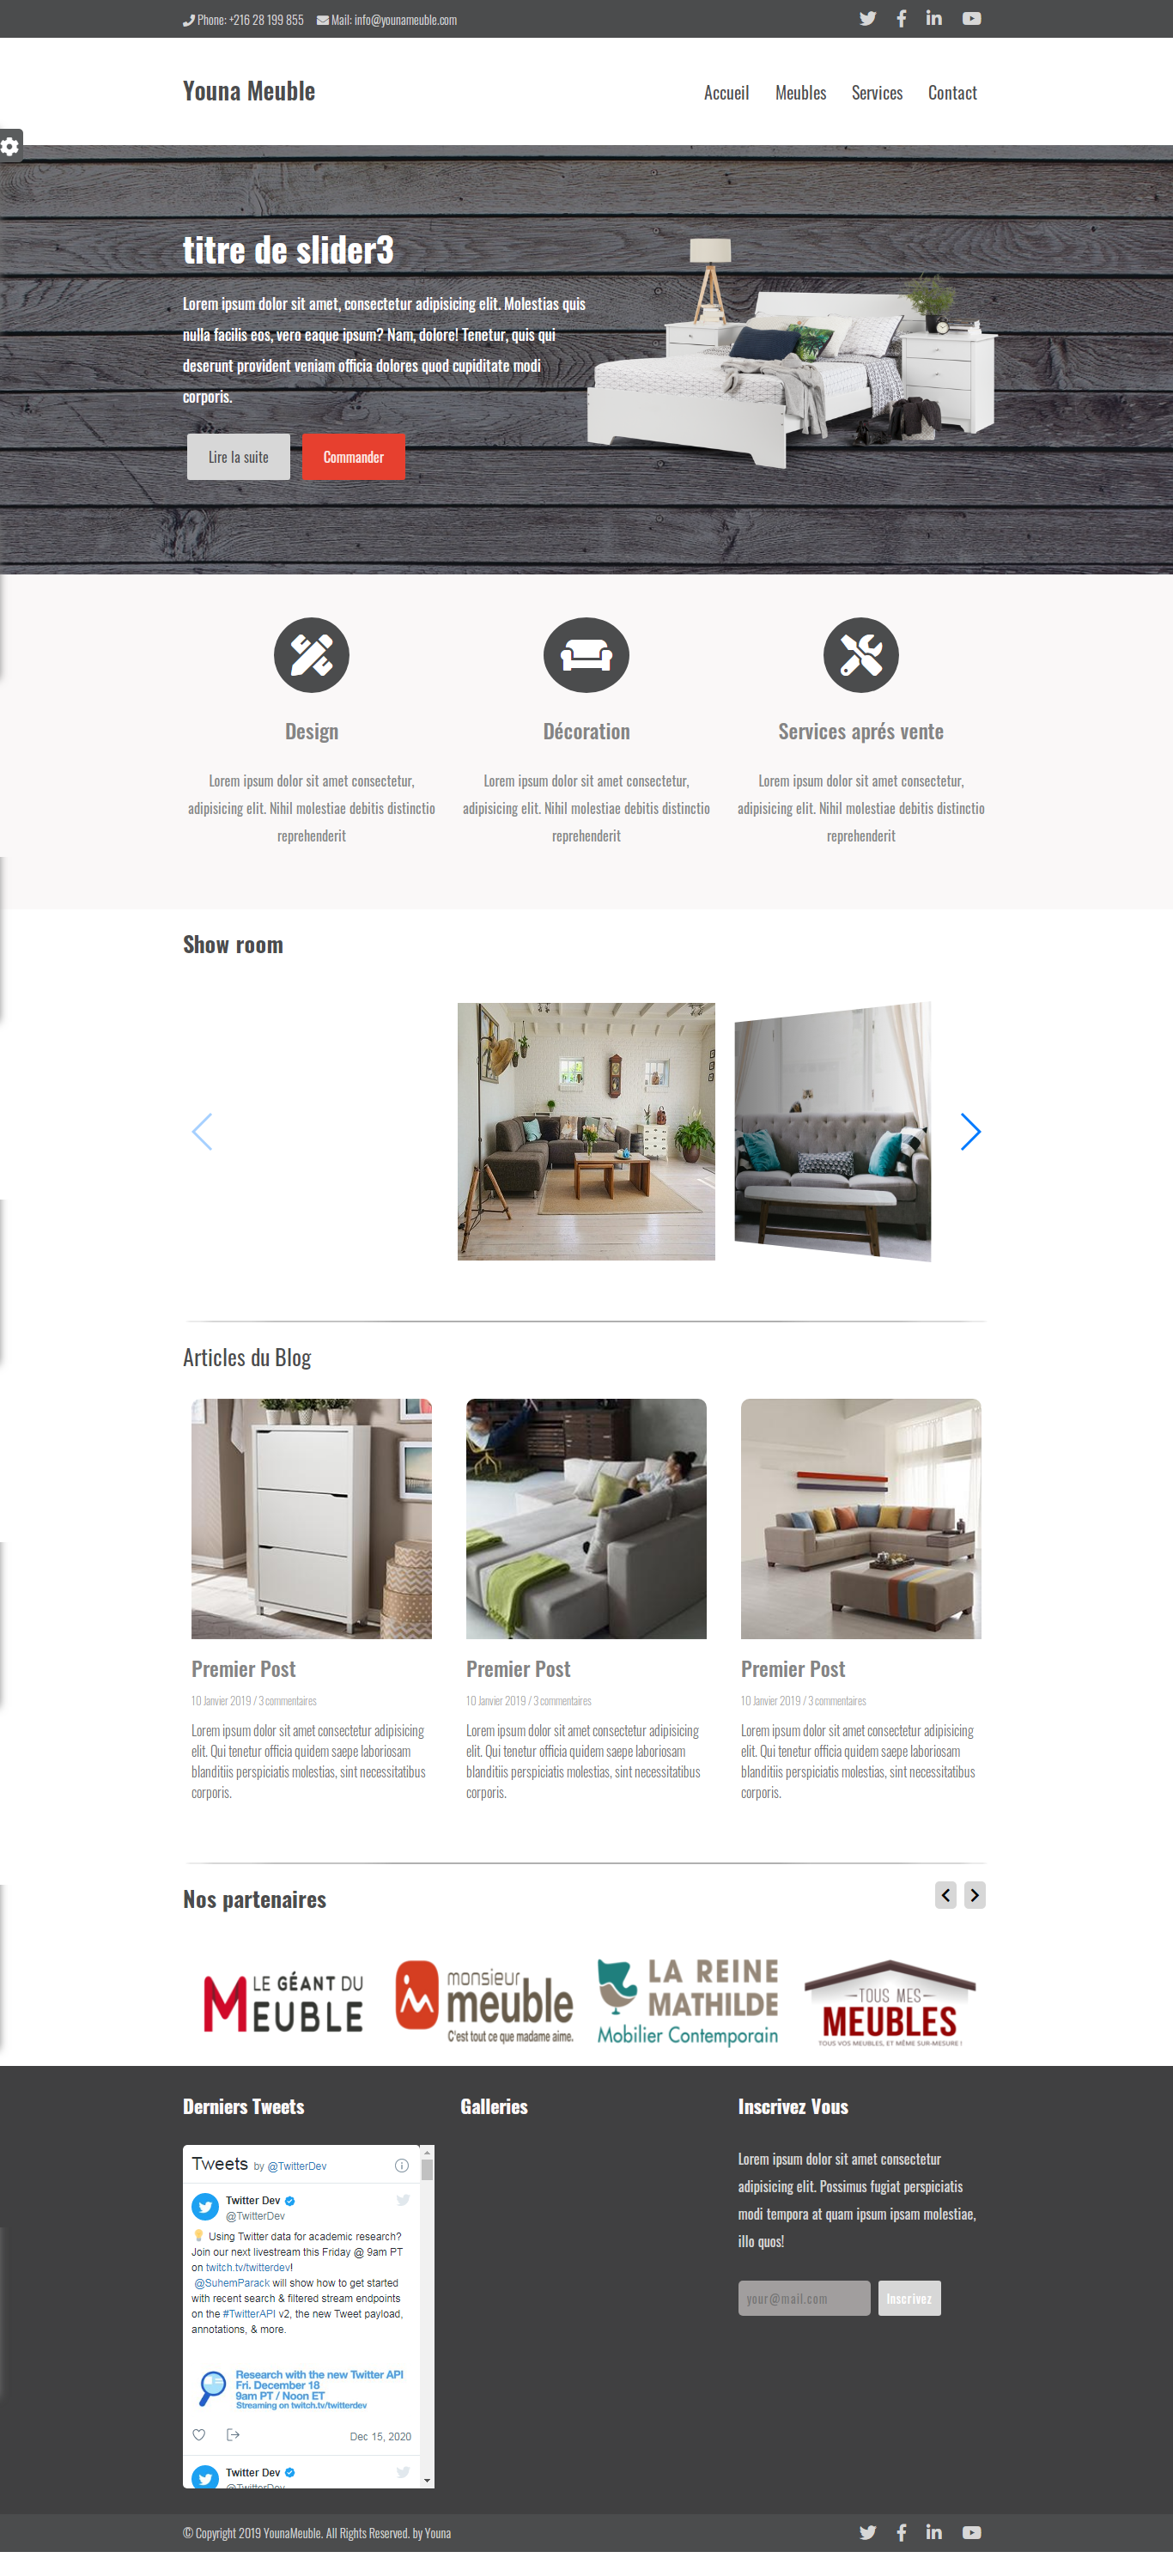 Phone: +216 28 199 855 Mail: info@younameuble.com
Youna Meuble
Accueil Meubles Services Contact
titre de slider3
Lorem ipsum dolor sit amet, consectetur adipisicing elit. Molestias quis
nulla facilis eos, vero eaque ipsum? Nam, dolore! Tenetur, quis qui
deserunt provident veniam officia dolores quod cupiditate modi
corporis.
Lire la suite Commander
Design
Lorem ipsum dolor sit amet consectetur,
adipisicing elit. Nihil molestiae debitis distinctio
reprehenderit
Décoration
Lorem ipsum dolor sit amet consectetur,
adipisicing elit. Nihil molestiae debitis distinctio
reprehenderit
Services aprés vente
Lorem ipsum dolor sit amet consectetur,
adipisicing elit. Nihil molestiae debitis distinctio
reprehenderit
Show room
Articles du Blog
Premier Post
10 Janvier 2019 / 3 commentaires
Lorem ipsum dolor sit amet consectetur adipisicing
elit. Qui tenetur officia quidem saepe laboriosam
blanditiis perspiciatis molestias, sint necessitatibus
corporis.
Premier Post
10 Janvier 2019 / 3 commentaires
Lorem ipsum dolor sit amet consectetur adipisicing
elit. Qui tenetur officia quidem saepe laboriosam
blanditiis perspiciatis molestias, sint necessitatibus
corporis.
Premier Post
10 Janvier 2019 / 3 commentaires
Lorem ipsum dolor sit amet consectetur adipisicing
elit. Qui tenetur officia quidem saepe laboriosam
blanditiis perspiciatis molestias, sint necessitatibus
corporis.
Nos partenaires
LE GÉANT DU
MEUBLE
monsieur
meuble
C'est tout ce que madame aime.
LA REINE
MATHILDE
Mobilier Contemporain
TOUS MES
MEUBLES
TOUS VOS MEUBLES, ET MÊME SUR-MESURE !
Derniers Tweets
Tweets by @TwitterDev
Twitter Dev
@TwitterDev
Using Twitter data for academic research?
Join our next livestream this Friday @ 9am PT
on twitch.tv/twitterdev!
@SuhemParack will show how to get started
with recent search & filtered stream endpoints
on the #TwitterAPI v2, the new Tweet payload,
annotations, & more.
Research with the new Twitter API
Fri. December 18
9am PT / Noon ET
Streaming on twitch.tv/twitterdev
Dec 15, 2020
Twitter Dev
@TwitterDev
Galleries
Inscrivez Vous
Lorem ipsum dolor sit amet consectetur
adipisicing elit. Possimus fugiat perspiciatis
modi tempora at quam ipsum ipsam molestiae,
illo quos!
your@mail.com Inscrivez
© Copyright 2019 YounaMeuble. All Rights Reserved. by Youna